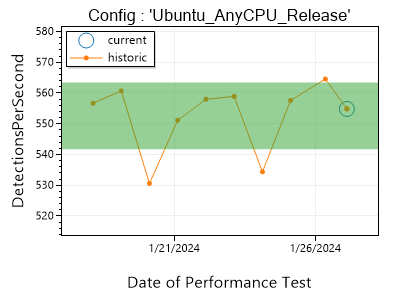 Config : 'Ubuntu_AnyCPU_Release'
current
historic
DetectionsPerSecond
580
570
560
550
540
530
520
1/21/2024
1/26/2024
Date of Performance Test